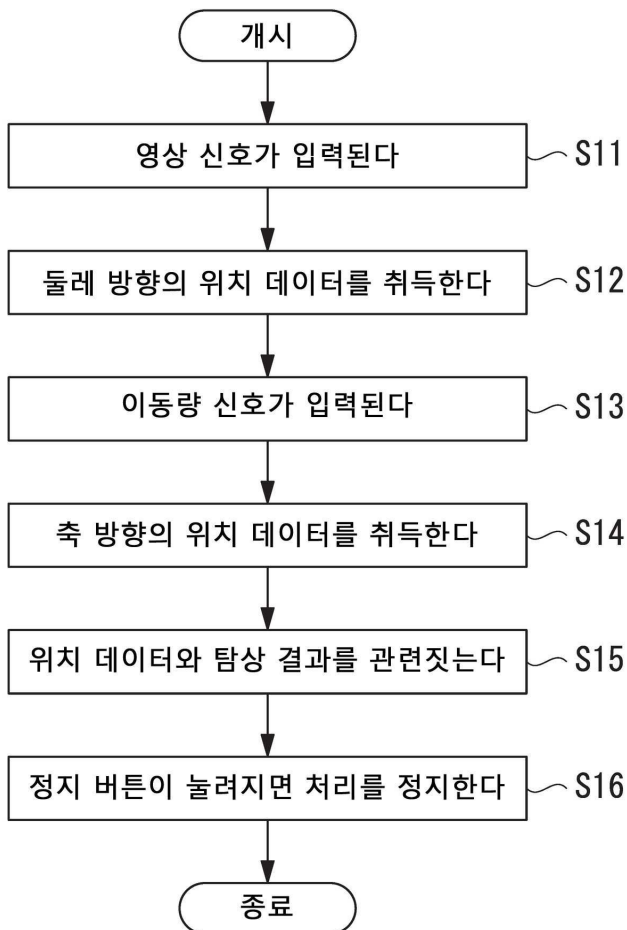 개시
영상 신호가 입력된다 S11
둘레 방향의 위치 데이터를 취득한다 S12
이동량 신호가 입력된다 S13
축 방향의 위치 데이터를 취득한다 S14
위치 데이터와 탐상 결과를 관련짓는다 S15
정지 버튼이 눌려지면 처리를 정지한다 S16
종료